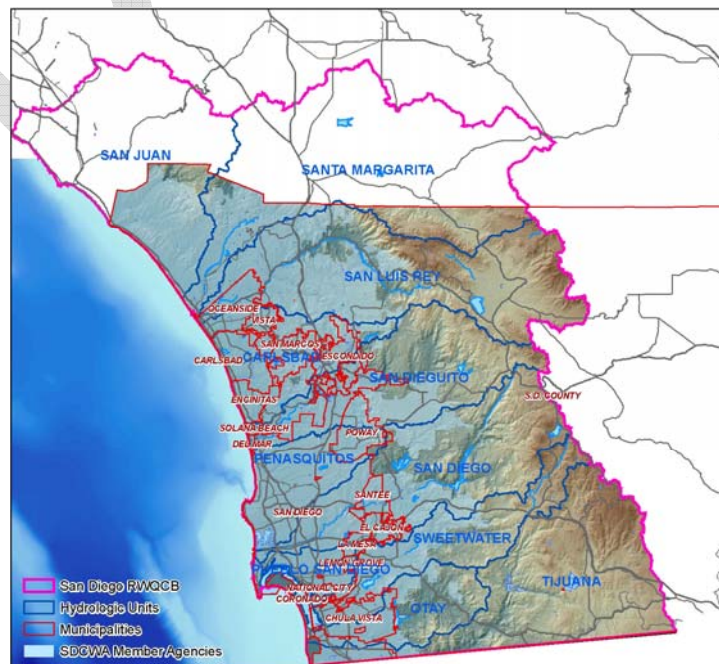 SAN JUAN
SANTA MARGARITA
SAN LUIS REY
OCEANSIDE
VISTA
SAN MARCOS
CARLSBAD
CARLSBAD
ESCONDIDO
SAN DIEGUITO
S.D. COUNTY
ENCINITAS
SOLANA BEACH
DEL MAR
POWAY
PENASQUITOS
SAN DIEGO
SANTEE
SAN DIEGO
EL CAJON
LA MESA
SWEETWATER
LEMON GROVE
PUEBLO SAN DIEGO
TIJUANA
NATIONAL CITY
CORONADO
OTAY
CHULA VISTA
San Diego RWQCB
Hydrologic Units
Municipalities
SDCWA Member Agencies